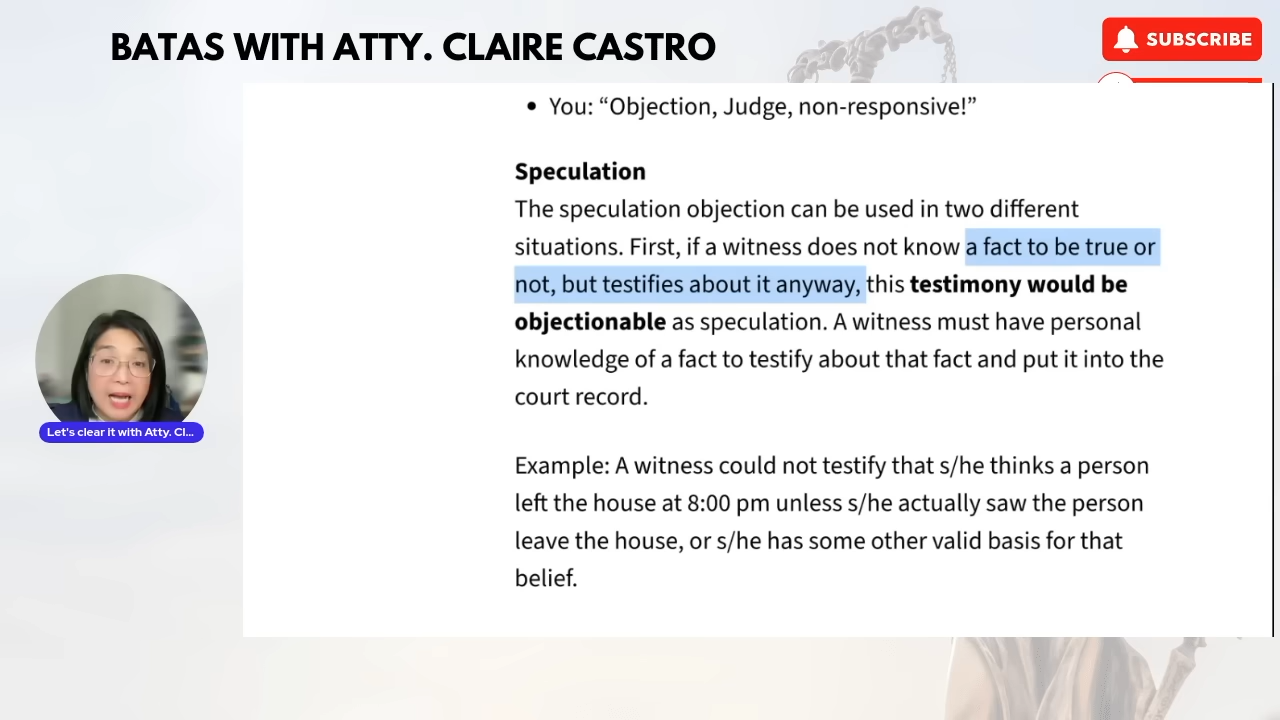 BATAS WITH ATTY. CLAIRE CASTRO
SUBSCRIBE
• You: “Objection, Judge, non-responsive!”
Speculation
The speculation objection can be used in two different
situations. First, if a witness does not know a fact to be true or
not, but testifies about it anyway, this testimony would be
objectionable as speculation. A witness must have personal
knowledge of a fact to testify about that fact and put it into the
court record.
Example: A witness could not testify that s/he thinks a person
left the house at 8:00 pm unless s/he actually saw the person
leave the house, or s/he has some other valid basis for that
belief.
Let's clear it with Atty. Cl...